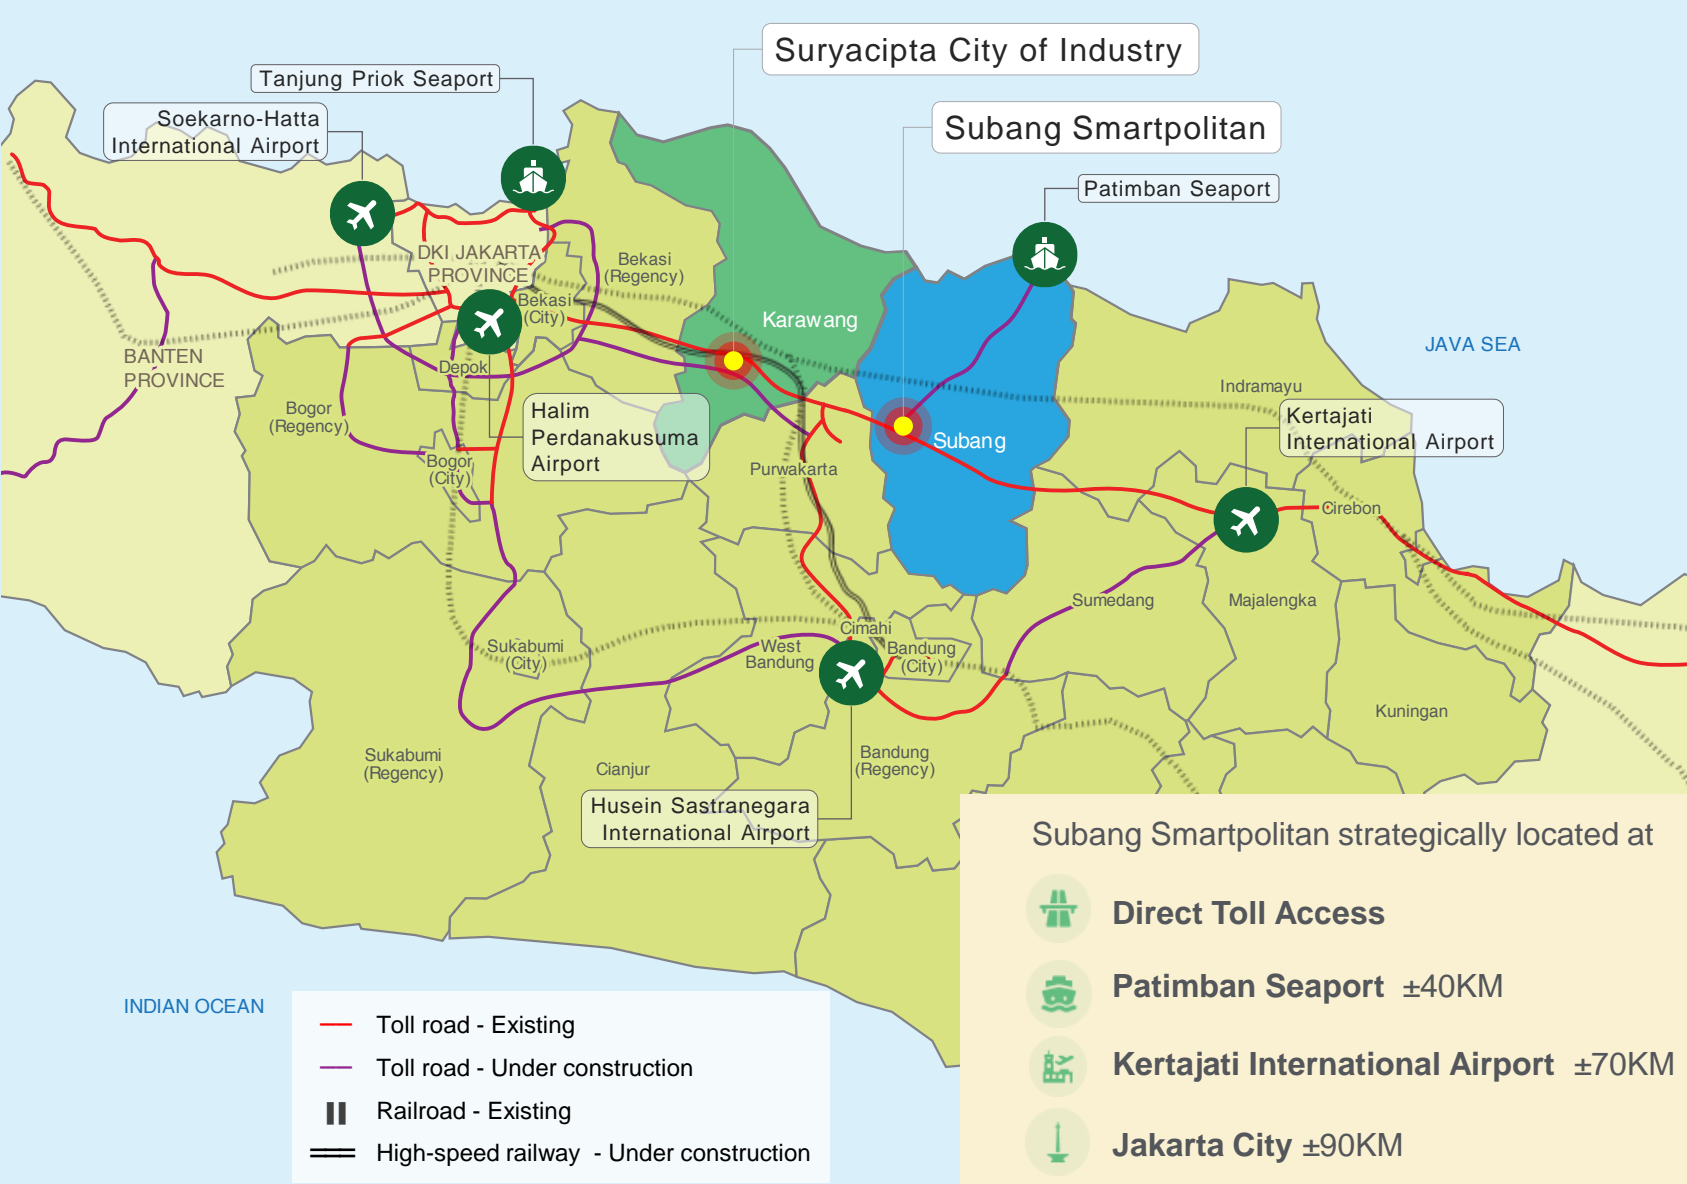 Suryacipta City of Industry
Tanjung Priok Seaport
Soekarno-Hatta
International Airport
Subang Smartpolitan
Patimban Seaport
DKI JAKARTA
PROVINCE
Bekasi
(Regency)
Bekasi
(City)
Karawang
JAVA SEA
BANTEN
PROVINCE
Depok
Indramayu
Bogor
(Regency)
Halim
Perdanakusuma
Airport
Kertajati
International Airport
Subang
Bogor
(City)
Purwakarta
Cirebon
Sumedang
Majalengka
Cimahi
Sukabumi
(City)
West
Bandung
Bandung
(City)
Kuningan
Sukabumi
(Regency)
Cianjur
Bandung
(Regency)
Husein Sastranegara
International Airport
INDIAN OCEAN
Toll road - Existing
Toll road - Under construction
Railroad - Existing
High-speed railway - Under construction
Subang Smartpolitan strategically located at
Direct Toll Access
Patimban Seaport ±40KM
Kertajati International Airport ±70KM
Jakarta City ±90KM